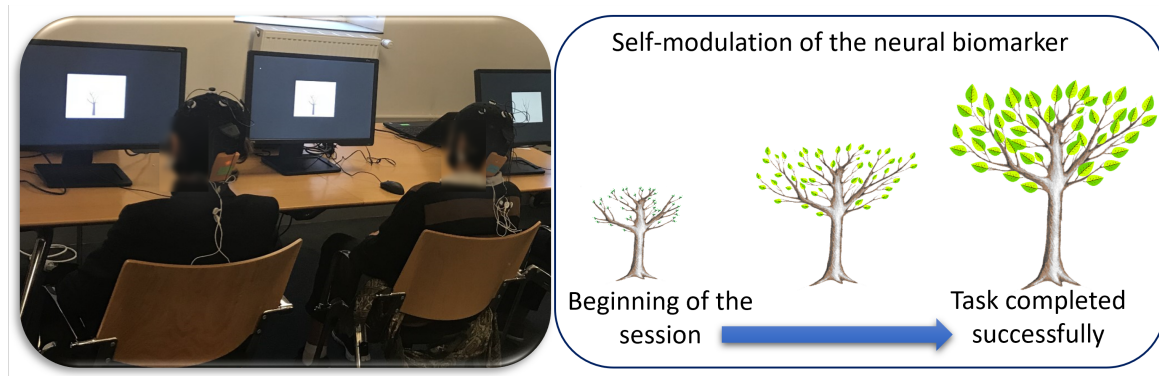 Self-modulation of the neural biomarker
Beginning of the
session
Task completed
successfully